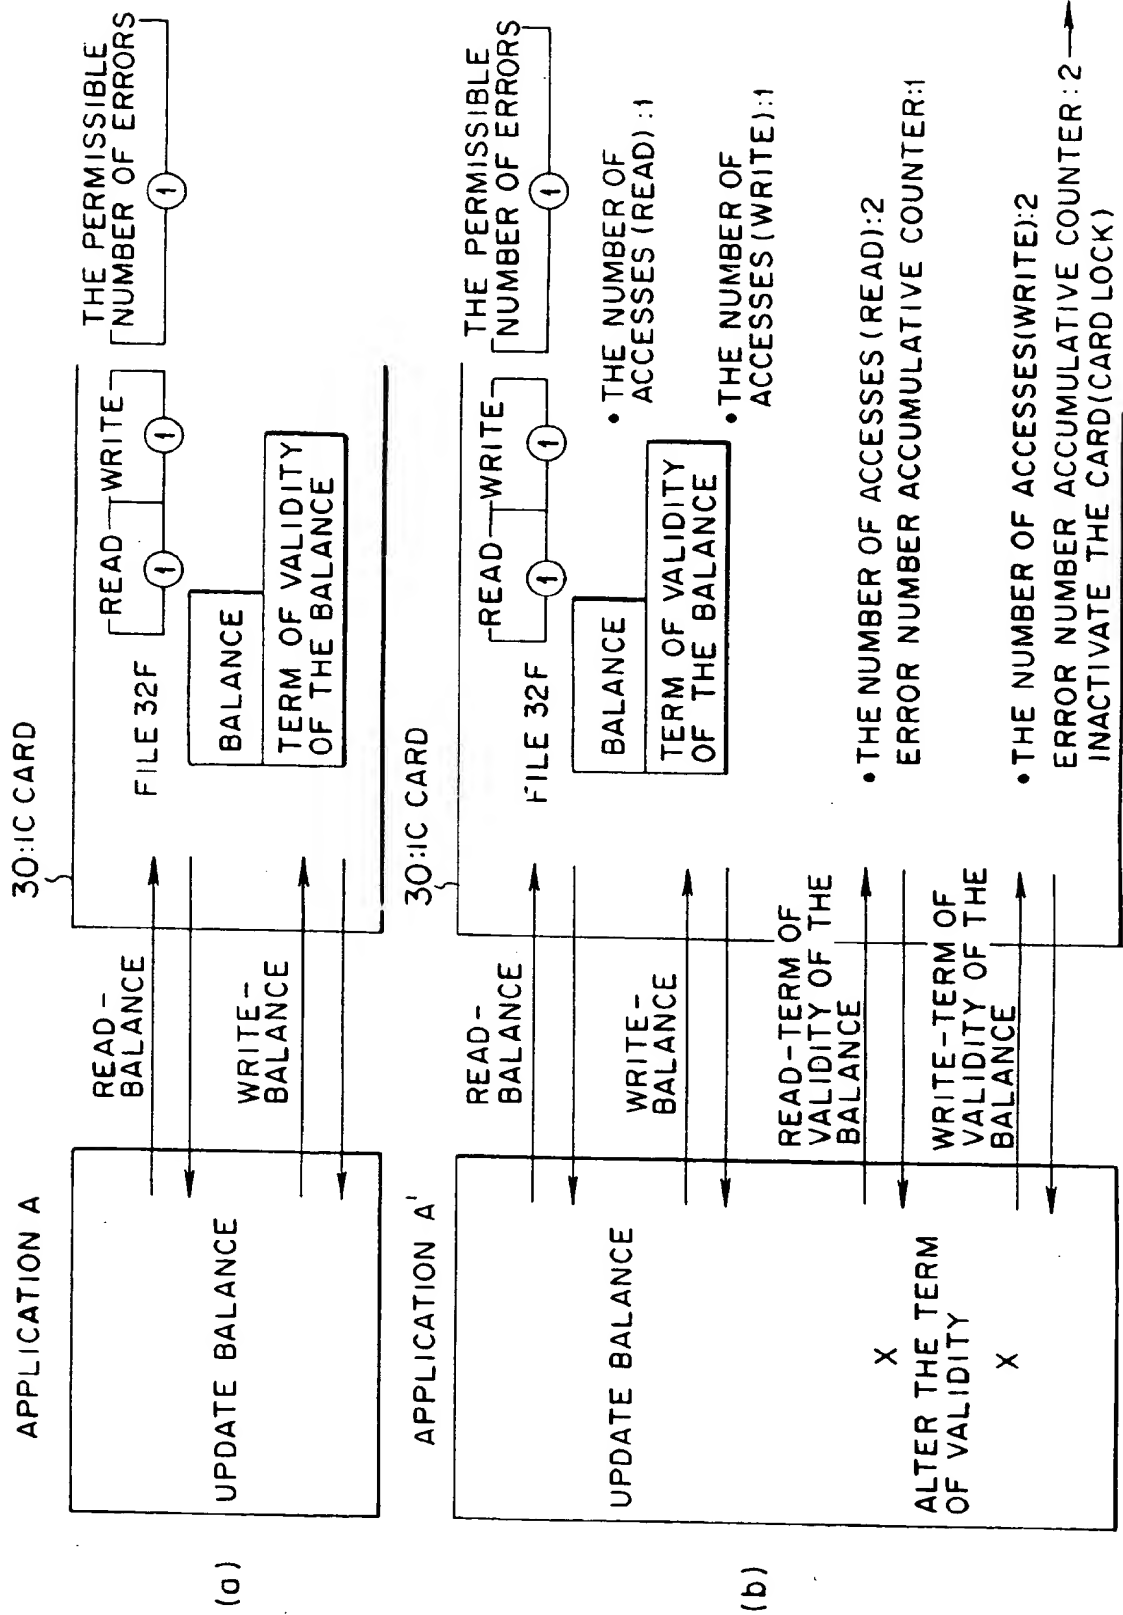 (a)
APPLICATION A
UPDATE BALANCE
READ-
BALANCE
WRITE-
BALANCE
30:IC CARD
FILE 32F
READ
WRITE
1
1
THE PERMISSIBLE
NUMBER OF ERRORS
1
BALANCE
TERM OF VALIDITY
OF THE BALANCE
(b)
APPLICATION A'
UPDATE BALANCE
X
ALTER THE TERM
OF VALIDITY
X
READ-
BALANCE
WRITE-
BALANCE
READ-TERM OF
VALIDITY OF THE
BALANCE
WRITE-TERM OF
VALIDITY OF THE
BALANCE
30:IC CARD
FILE 32F
READ
WRITE
1
1
THE PERMISSIBLE
NUMBER OF ERRORS
1
BALANCE
TERM OF VALIDITY
OF THE BALANCE
• THE NUMBER OF
ACCESSES (READ):1
• THE NUMBER OF
ACCESSES(WRITE):1
• THE NUMBER OF ACCESSES (READ):2
ERROR NUMBER ACCUMULATIVE COUNTER:1
• THE NUMBER OF ACCESSES(WRITE):2
ERROR NUMBER ACCUMULATIVE COUNTER:2
INACTIVATE THE CARD(CARD LOCK)